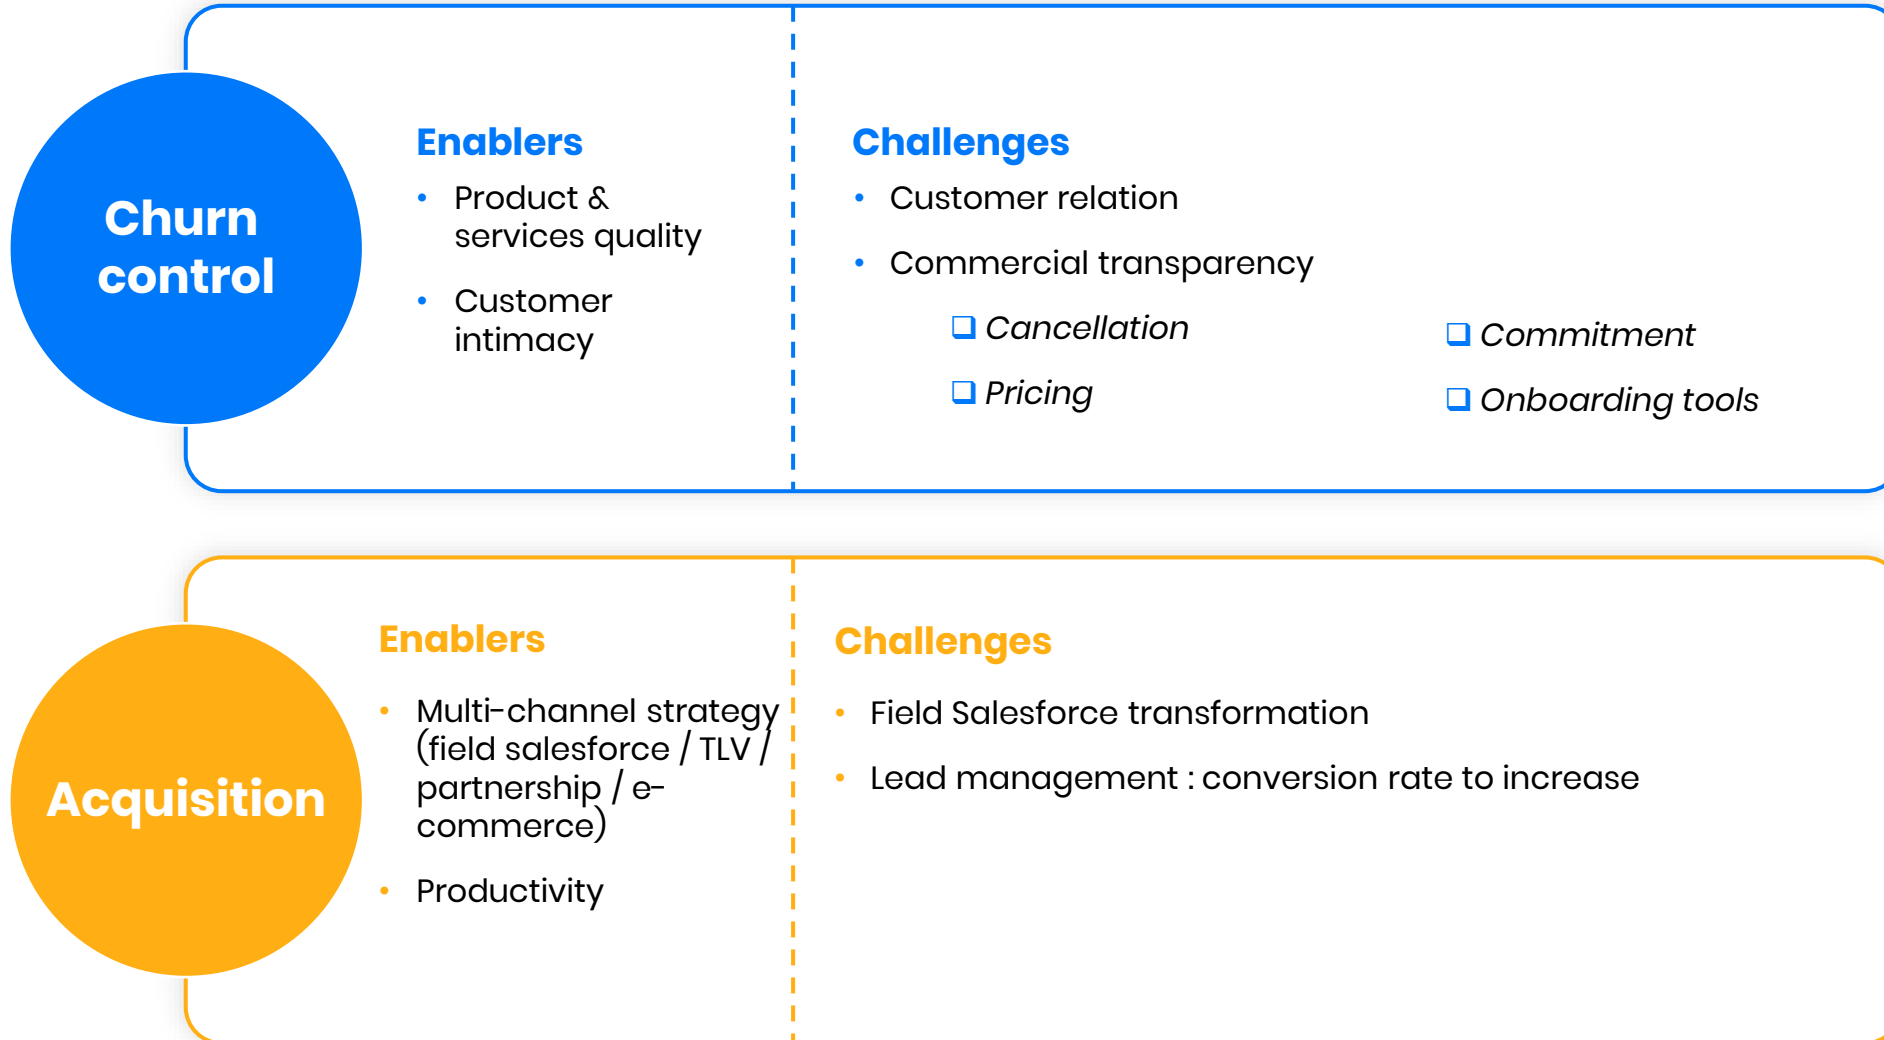 Churn
control
Enablers
• Product &
services quality
• Customer
intimacy
Challenges
• Customer relation
• Commercial transparency
❑ Cancellation
❑ Pricing
❑ Commitment
❑ Onboarding tools
Acquisition
Enablers
• Multi-channel strategy
(field salesforce / TLV /
partnership / e-
commerce)
• Productivity
Challenges
• Field Salesforce transformation
• Lead management : conversion rate to increase